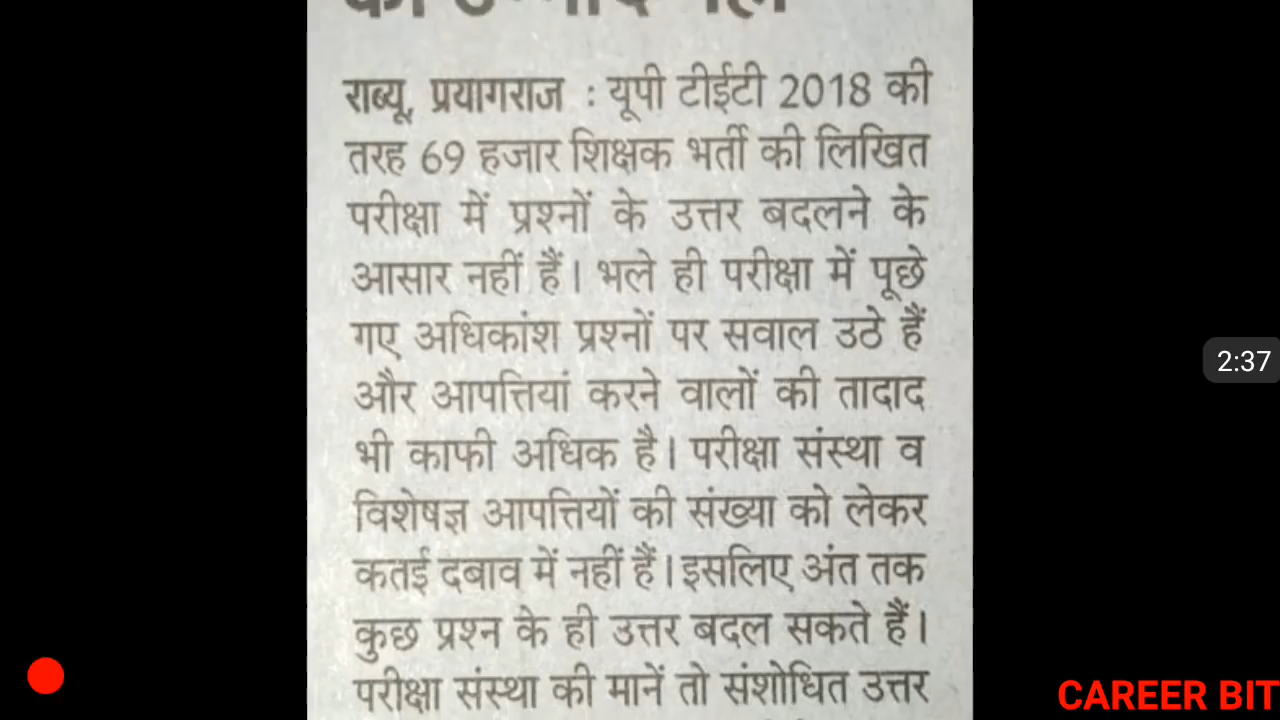 राब्यू, प्रयागराज : यूपी टीईटी 2018 की
तरह 69 हजार शिक्षक भर्ती की लिखित
परीक्षा में प्रश्नों के उत्तर बदलने के
आसार नहीं हैं। भले ही परीक्षा में पूछे
गए अधिकांश प्रश्नों पर सवाल उठे हैं
और आपत्तियां करने वालों की तादाद
भी काफी अधिक है। परीक्षा संस्था व
विशेषज्ञ आपत्तियों की संख्या को लेकर
कतई दबाव में नहीं हैं। इसलिए अंत तक
कुछ प्रश्न के ही उत्तर बदल सकते हैं।
परीक्षा संस्था की मानें तो संशोधित उत्तर
2:37
CAREER BIT